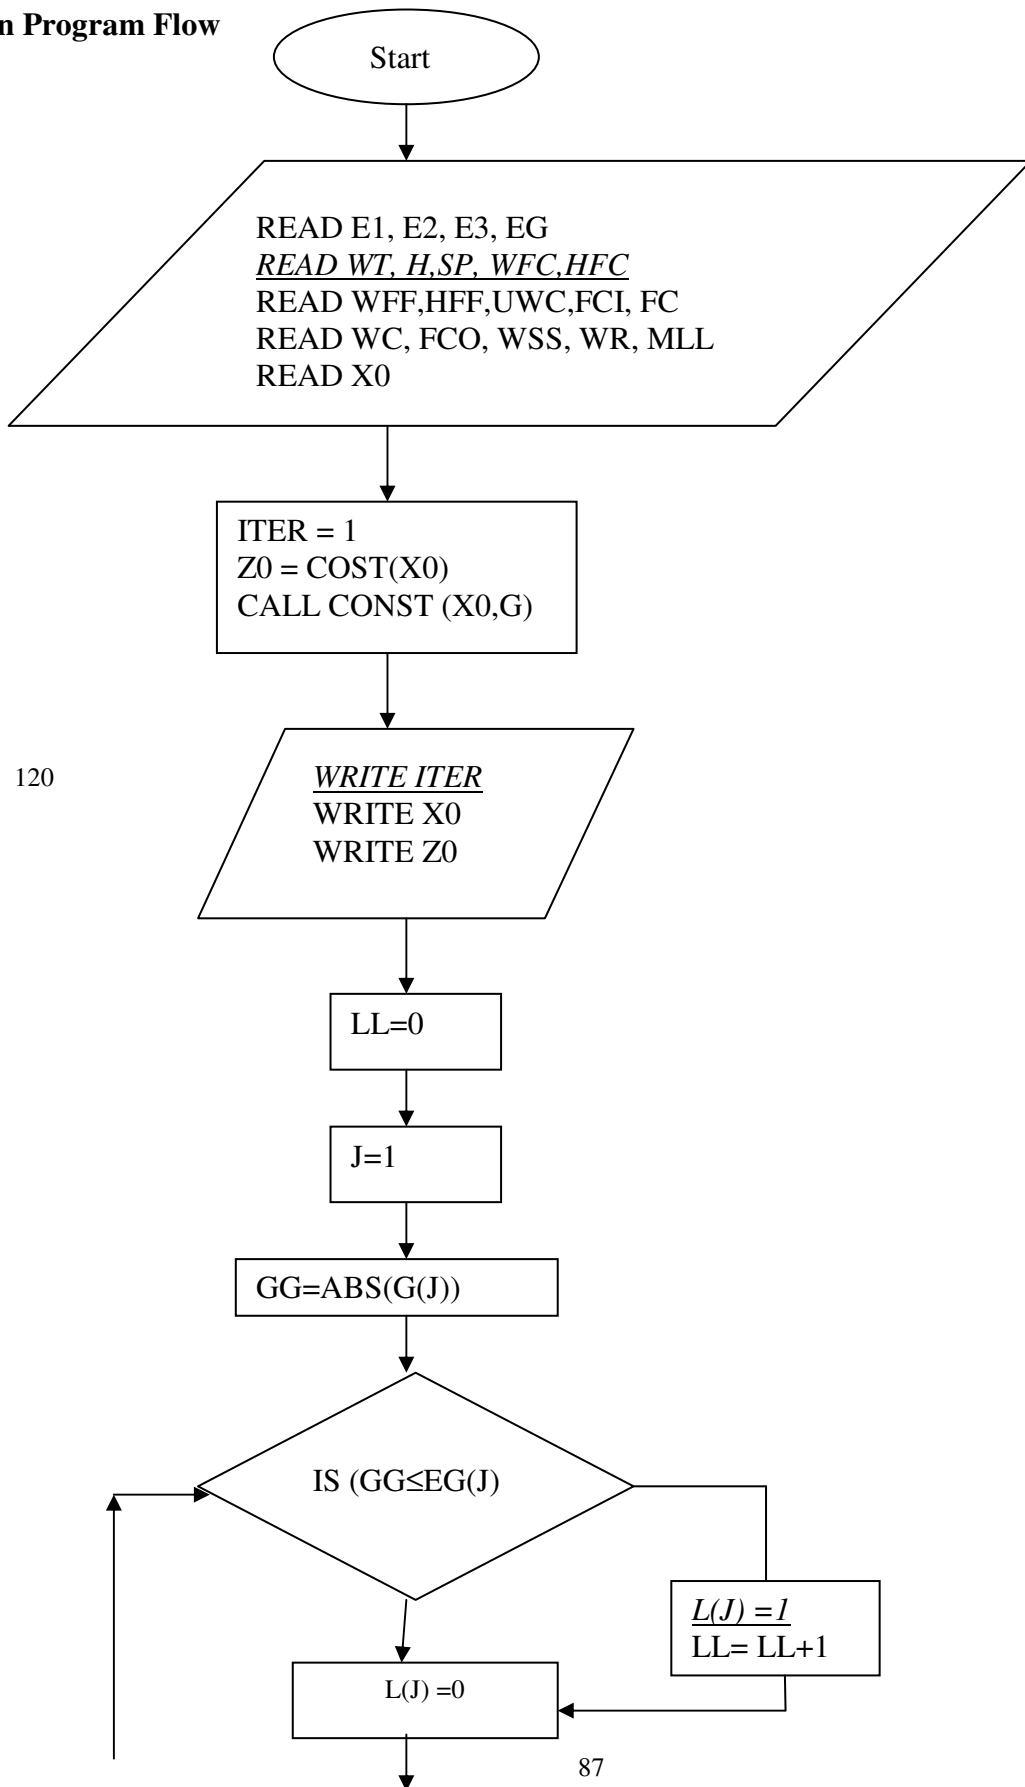 n Program Flow
Start
READ E1, E2, E3, EG
READ WT, H,SP, WFC,HFC
READ WFF,HFF,UWC,FCI, FC
READ WC, FCO, WSS, WR, MLL
READ X0
ITER = 1
Z0 = COST(X0)
CALL CONST (X0,G)
120
WRITE ITER
WRITE X0
WRITE Z0
LL=0
J=1
GG=ABS(G(J))
IS (GG≤EG(J)
L(J) =1
LL= LL+1
L(J) =0
87